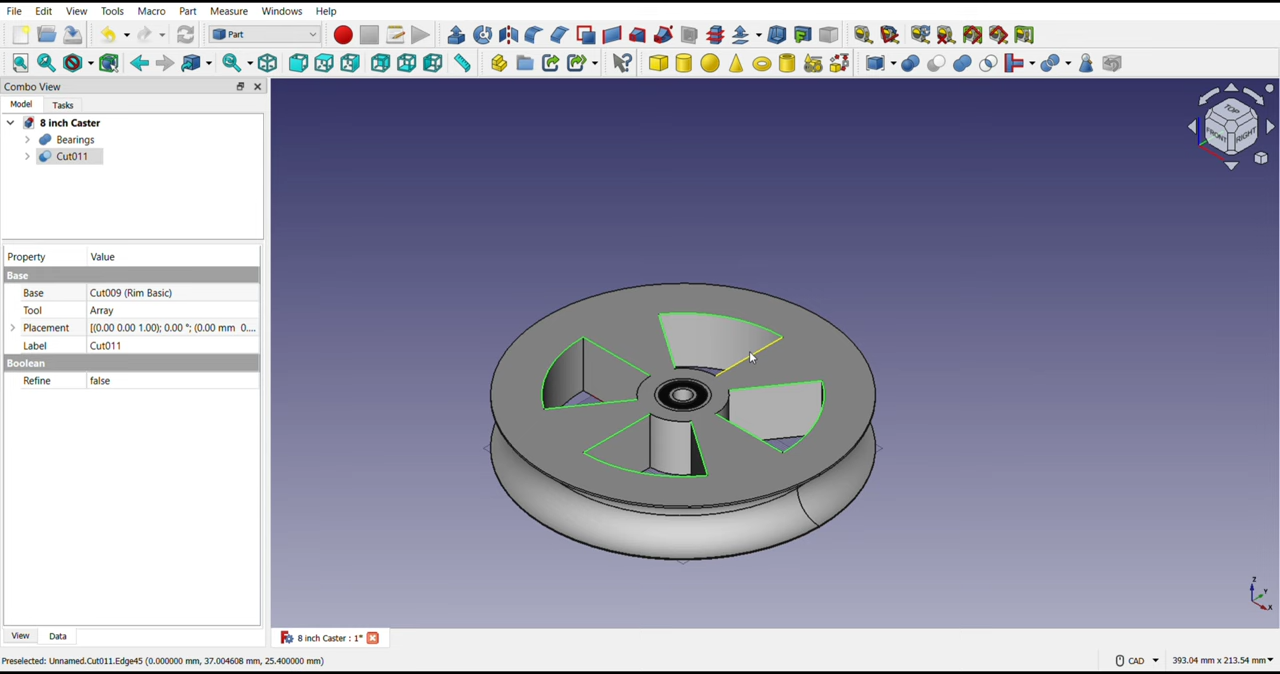 File Edit View Tools Macro Part Measure Windows Help
Part
Combo View
Model Tasks
8 inch Caster
Bearings
Cut011
Property Value
Base
Base Cut009 (Rim Basic)
Tool Array
Placement [(0.00 0.00 1.00); 0.00 °; (0.00 mm 0....
Label Cut011
Boolean
Refine false
TOP
FRONT RIGHT
Z
Y
X
View Data
8 inch Caster : 1*
Preselected: Unnamed.Cut011.Edge45 (0.000000 mm, 37.004608 mm, 25.400000 mm)
CAD 393.04 mm x 213.54 mm